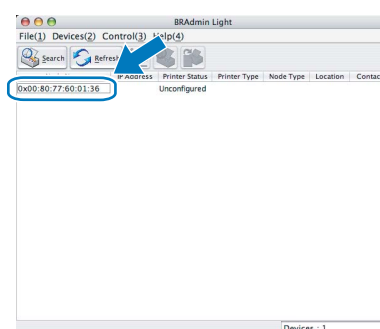 BRAdmin Light
File(1) Devices(2) Control(3) Help(4)
Search Refresh
IP Address Printer Status Printer Type Node Type Location Contac
0x00:80:77:60:01:36 Unconfigured
Devices : 1